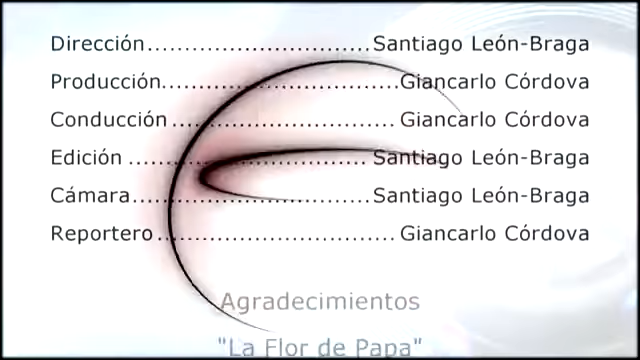 Dirección..............................Santiago León-Braga
Producción................................Giancarlo Córdova
Conducción .............................. Giancarlo Córdova
Edición ................................. Santiago León-Braga
Cámara................................Santiago León-Braga
Reportero................................ Giancarlo Córdova
Agradecimientos
"La Flor de Papa"